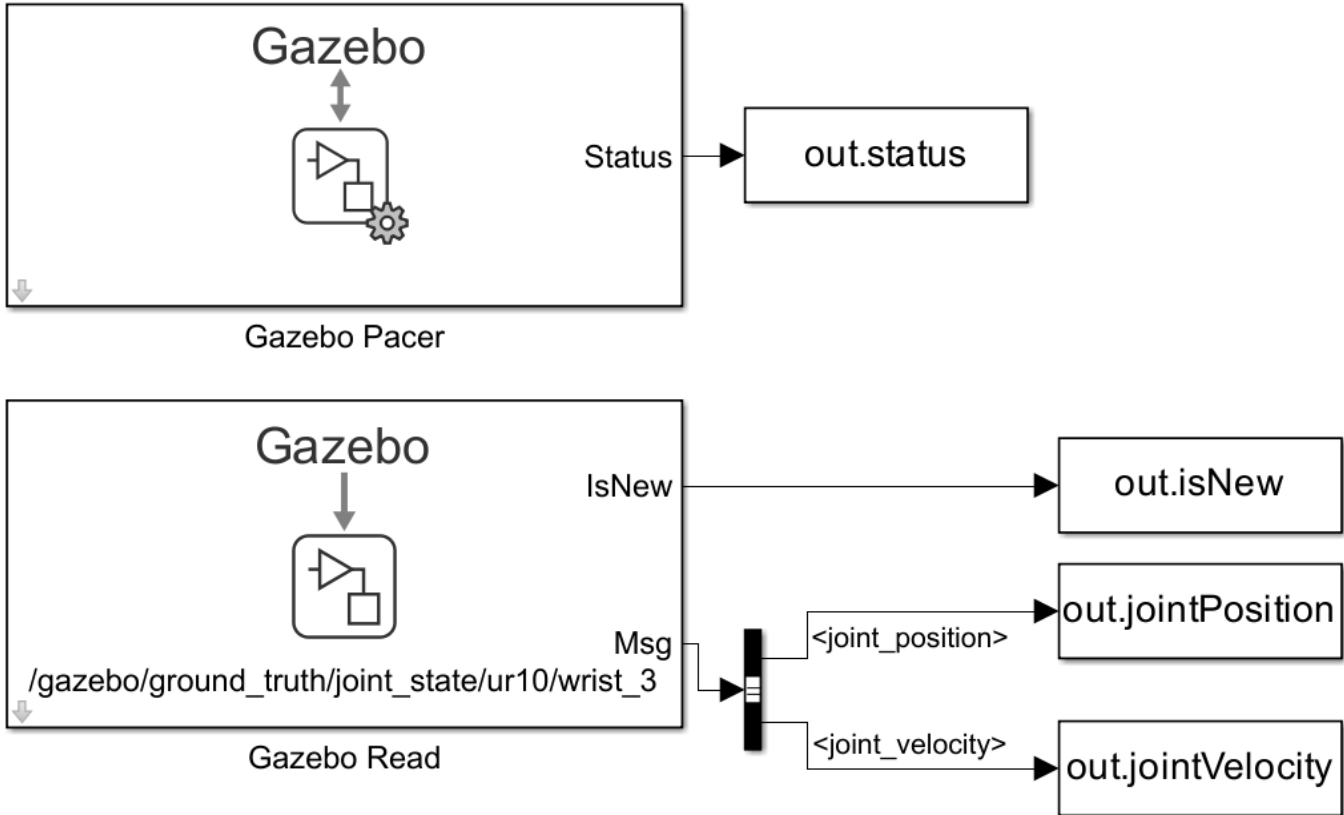 Gazebo
Status
out.status
Gazebo Pacer
Gazebo
IsNew
out.isNew
Msg
<joint_position>
out.jointPosition
/gazebo/ground_truth/joint_state/ur10/wrist_3
<joint_velocity>
out.jointVelocity
Gazebo Read